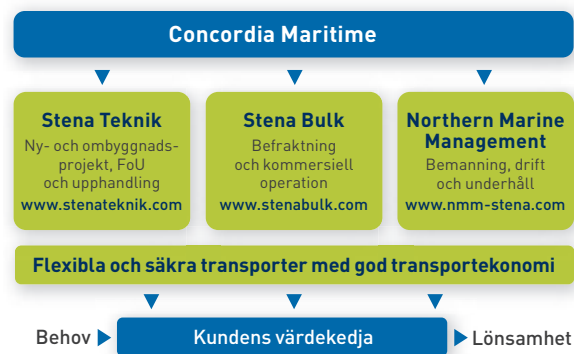 Concordia Maritime
Stena Teknik
Ny- och ombyggnads-
projekt, FoU
och upphandling
www.stenateknik.com
Stena Bulk
Befraktning
och kommersiell
operation
www.stenabulk.com
Northern Marine
Management
Bemanning, drift
och underhåll
www.nmm-stena.com
Flexibla och säkra transporter med god transportekonomi
Behov
Kundens värdekedja
Lönsamhet